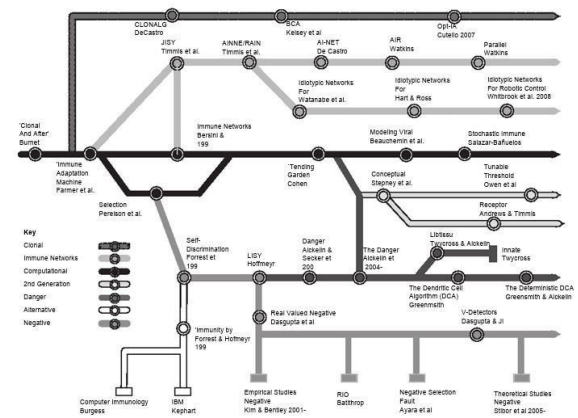 CLONALG
DeCastro
BCA
Kelsey et al
Opt-IA
Cutello 2007
JISY
Timmis et al.
AINNE/RAIN
Timmis et al.
AI-NET
De Castro
AIR
Watkins
Parallel
Watkins
Idiotypic Networks
For
Watanabe et al.
Idiotypic Networks
For
Hart & Ross
Idiotypic Networks
For Robotic Control
Whitbrook et al. 2008
'Clonal
And After'
Burnet
'Immune
Adaptation
Machine
Farmer et al.
Immune Networks
Bersini &
199
'Tending
Garden
Cohen
Modeling Viral
Beauchemin et al.
Stochastic Immune
Salazar-Bañuelos
Selection
Perelson et al.
Conceptual
Stepney et al.
Tunable
Threshold
Owen et al
Receptor
Andrews & Timmis
Key
Clonal
Immune Networks
Computational
2nd Generation
Danger
Alternative
Negative
Self-
Discrimination
Forrest et
199
LISY
Hoffmeyr
Danger
Aickelin &
Secker et
200
The Danger
Aickelin et
2004-
Libtissu
Twycross & Aickelin
Innate
Twycross
The Dendritic Cell
Algorithm (DCA)
Greenmsith
The Deterministic DCA
Greensmith & Aickelin
'Immunity by
Forrest & Hofmeyr
199
Real Valued Negative
Dasgupta et al
V-Detectors
Dasgupta & JI
Computer Immunology
Burgess
IBM
Kephart
Empirical Studies
Negative
Kim & Bentley 2001-
RIO
Batlthrop
Negative Selection
Fault
Ayara et al
Theoretical Studies
Negative
Stibor et al 2005-